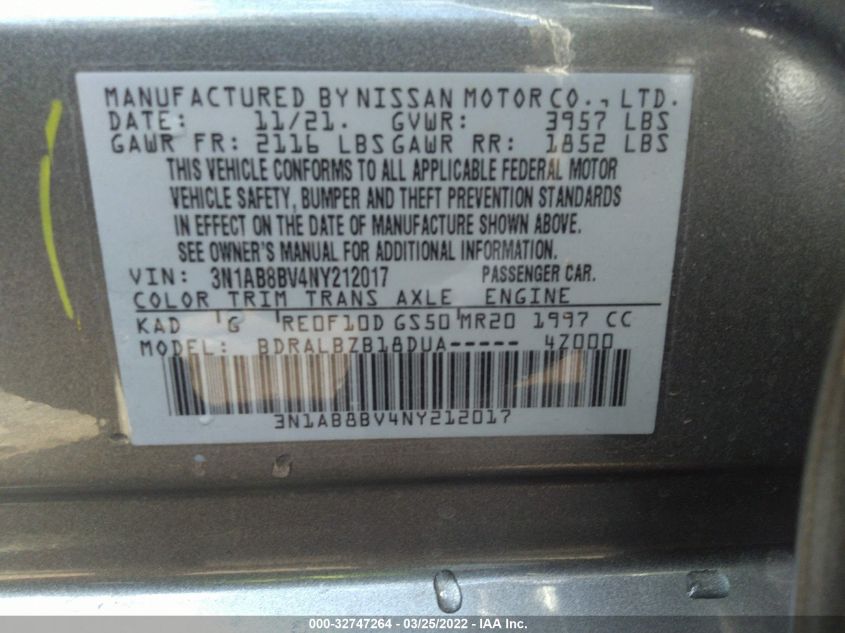 MANUFACTURED BY NISSAN MOTOR CO., LTD.
DATE: 11/21. GVWR: 3957 LBS
GAWR FR: 2116 LBS GAWR RR: 1852 LBS
THIS VEHICLE CONFORMS TO ALL APPLICABLE FEDERAL MOTOR
VEHICLE SAFETY, BUMPER AND THEFT PREVENTION STANDARDS
IN EFFECT ON THE DATE OF MANUFACTURE SHOWN ABOVE.
SEE OWNER'S MANUAL FOR ADDITIONAL INFORMATION.
VIN: 3N1AB8BV4NY212017 PASSENGER CAR.
COLOR TRIM TRANS AXLE ENGINE
KAD G RE0F10D GS50 MR20 1997 CC
MODEL: BDRALBZB18DUA----- 4Z000
3N1AB8BV4NY212017
000-32747264 - 03/25/2022 - IAA Inc.